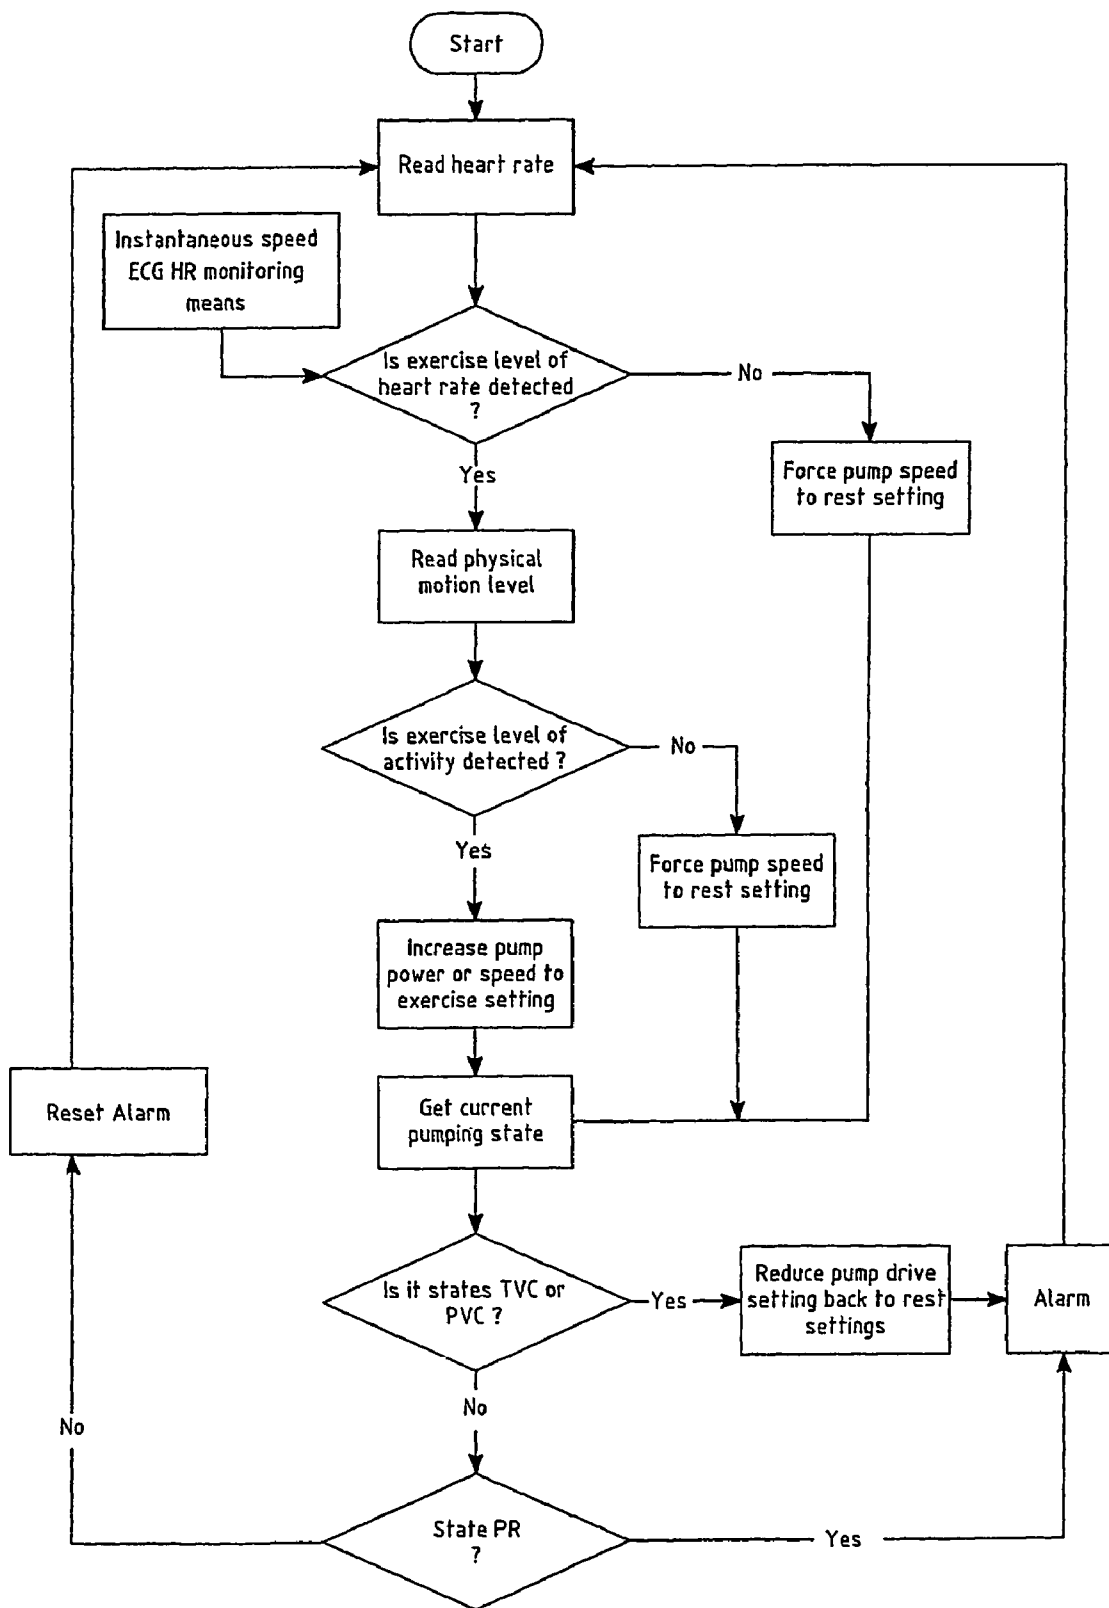 Start
Read heart rate
Instantaneous speed
ECG HR monitoring
means
Is exercise level of
heart rate detected
?
No
Yes
Force pump speed
to rest setting
Read physical
motion level
Is exercise level of
activity detected ?
No
Yes
Force pump speed
to rest setting
Increase pump
power or speed to
exercise setting
Reset Alarm
Get current
pumping state
Is it states TVC or
PVC ?
Yes
Reduce pump drive
setting back to rest
settings
Alarm
No
No
State PR
?
Yes